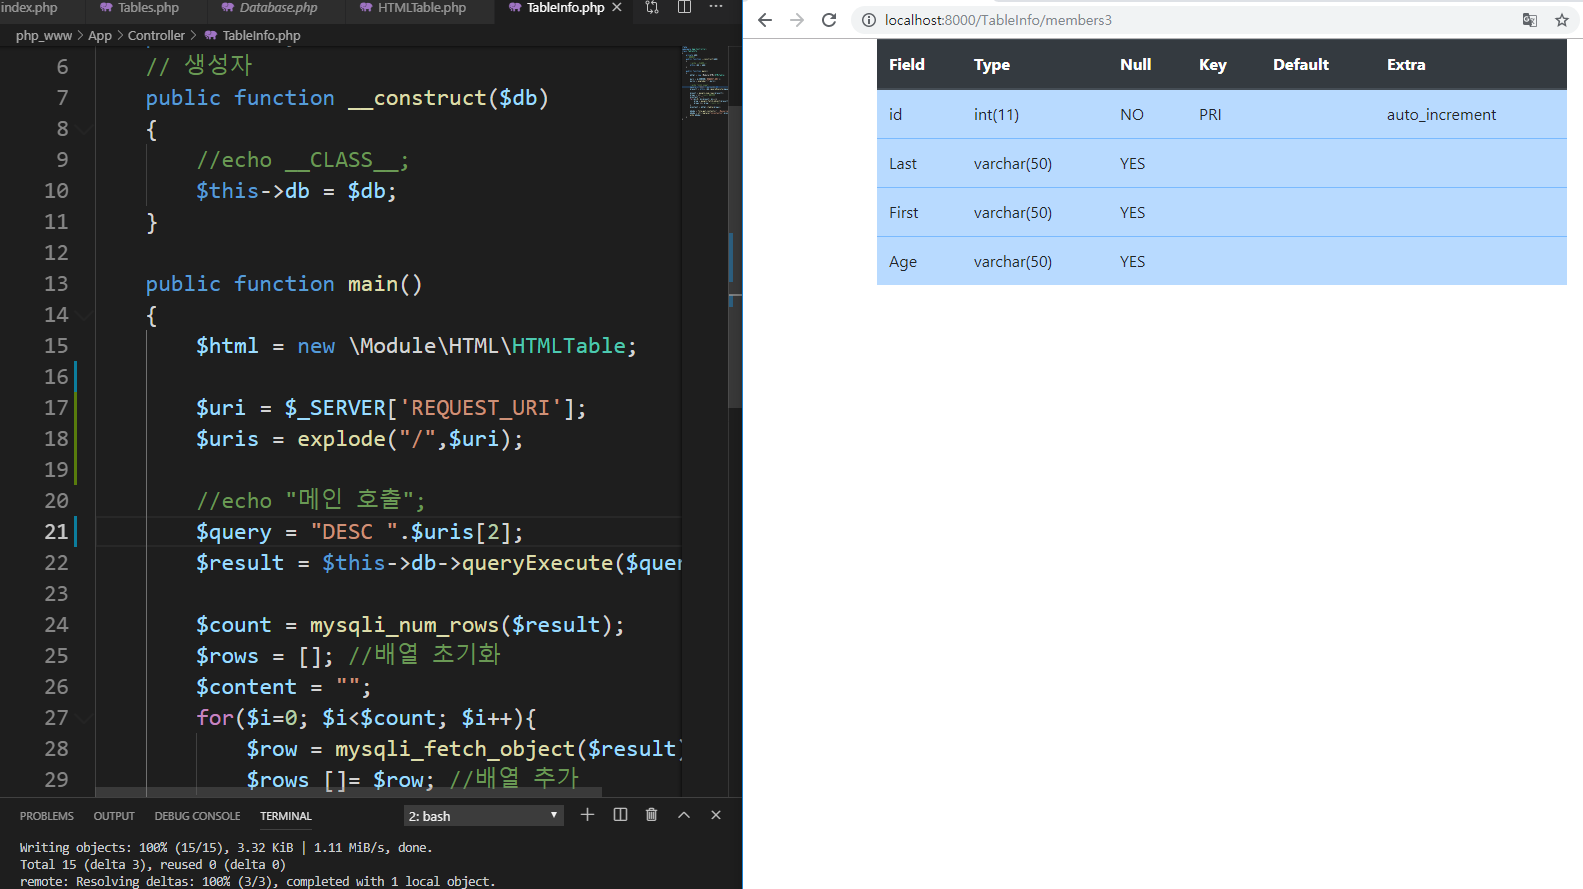 index.php Tables.php Database.php HTMLTable.php TableInfo.php
php_www > App > Controller > TableInfo.php
6 // 생성자
7 public function __construct($db)
8 {
9 //echo __CLASS__;
10 $this->db = $db;
11 }
12
13 public function main()
14 {
15 $html = new \Module\HTML\HTMLTable;
16
17 $uri = $_SERVER['REQUEST_URI'];
18 $uris = explode("/",$uri);
19
20 //echo "메인 호출";
21 $query = "DESC ".$uris[2];
22 $result = $this->db->queryExecute($quer
23
24 $count = mysqli_num_rows($result);
25 $rows = []; //배열 초기화
26 $content = "";
27 for($i=0; $i<$count; $i++){
28 $row = mysqli_fetch_object($result)
29 $rows []= $row; //배열 추가
PROBLEMS OUTPUT DEBUG CONSOLE TERMINAL 2: bash
Writing objects: 100% (15/15), 3.32 KiB | 1.11 MiB/s, done.
Total 15 (delta 3), reused 0 (delta 0)
remote: Resolving deltas: 100% (3/3), completed with 1 local object.
localhost:8000/TableInfo/members3
Field Type Null Key Default Extra
id int(11) NO PRI auto_increment
Last varchar(50) YES
First varchar(50) YES
Age varchar(50) YES